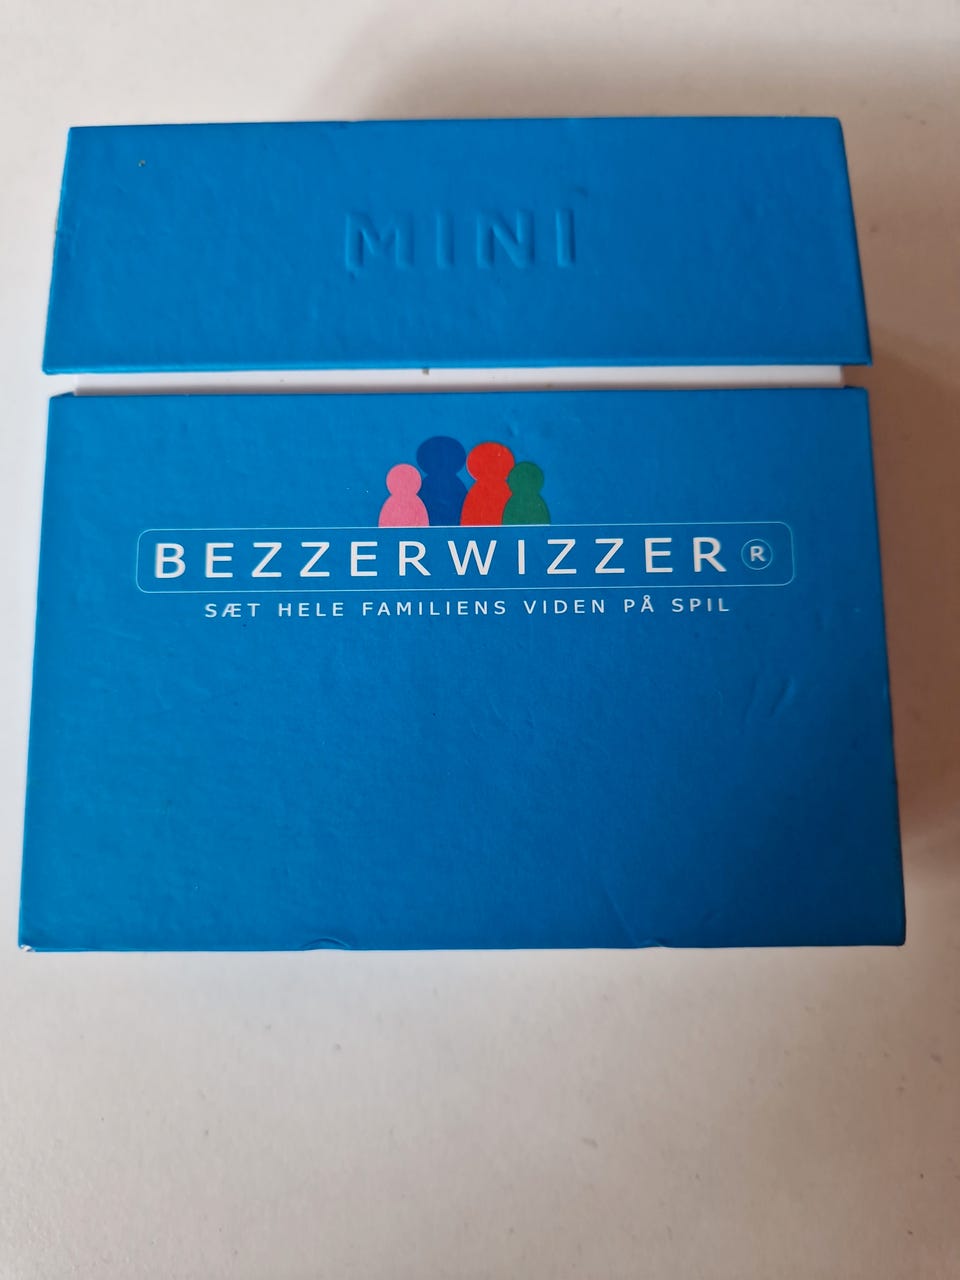 MINI
BEZZERWIZZER®
SÆT HELE FAMILIENS VIDEN PÅ SPIL